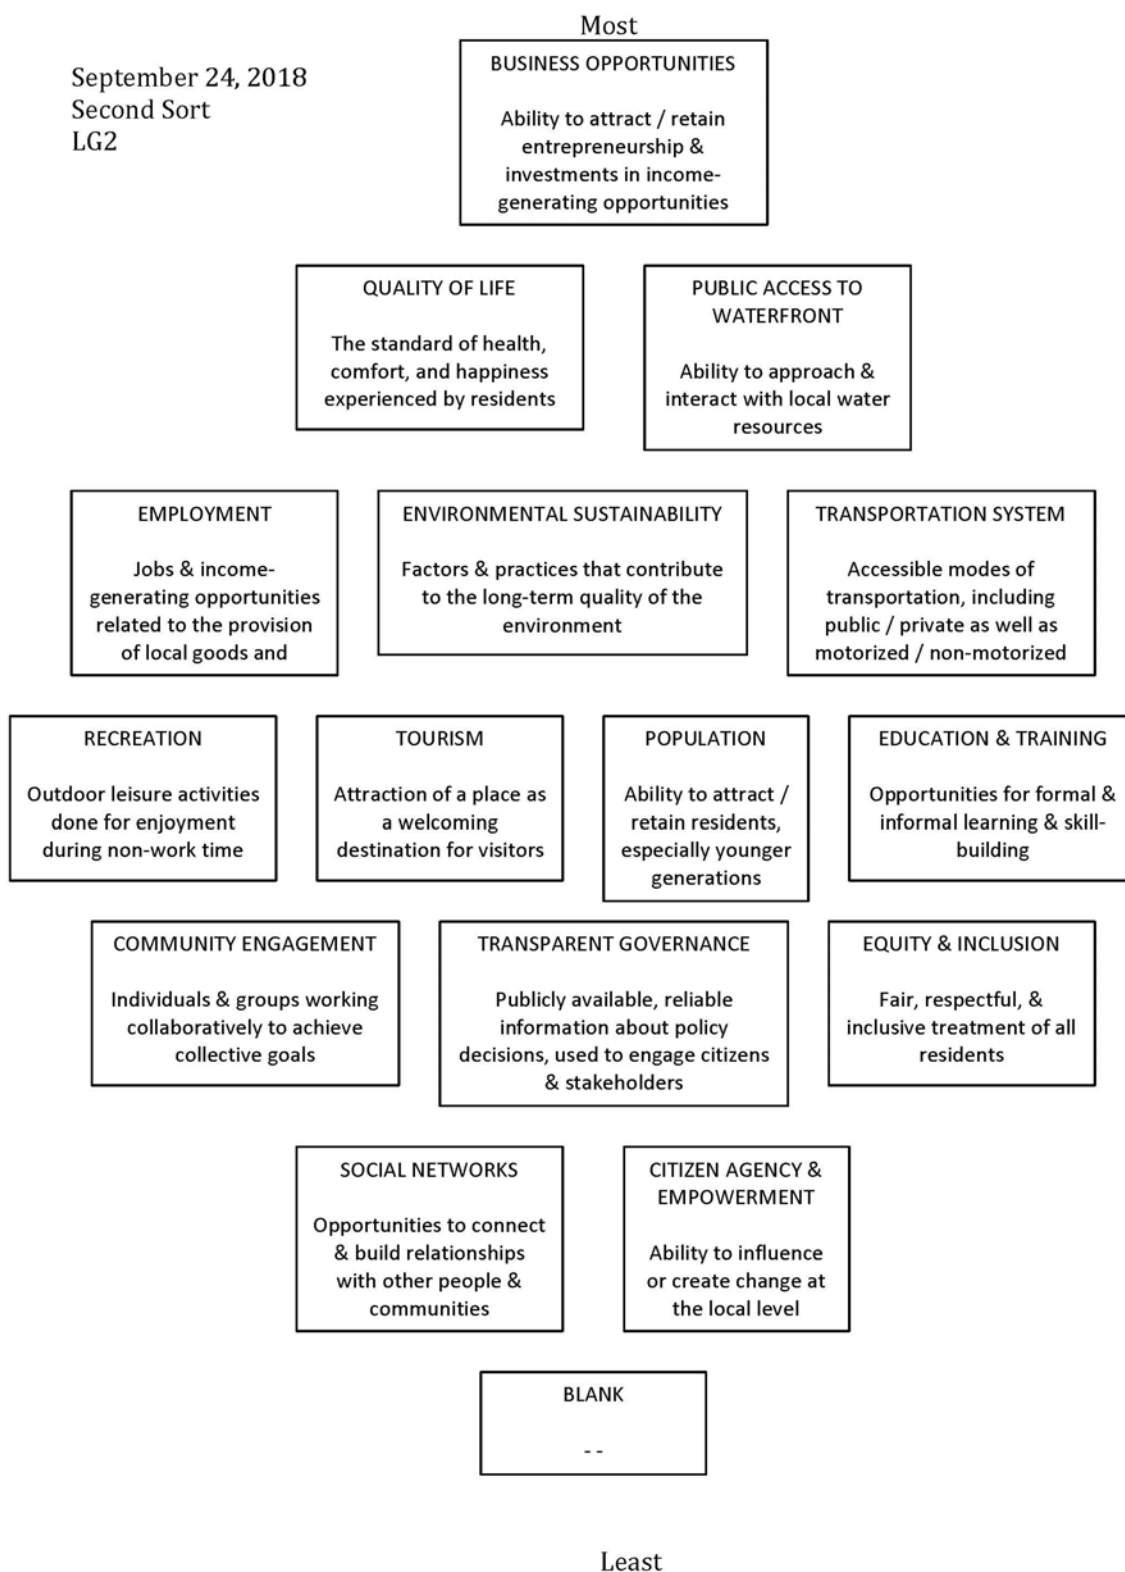 Most
September 24, 2018
Second Sort
LG2
BUSINESS OPPORTUNITIES
Ability to attract / retain
entrepreneurship &
investments in income-
generating opportunities
QUALITY OF LIFE
The standard of health,
comfort, and happiness
experienced by residents
PUBLIC ACCESS TO
WATERFRONT
Ability to approach &
interact with local water
resources
EMPLOYMENT
Jobs & income-
generating opportunities
related to the provision
of local goods and
ENVIRONMENTAL SUSTAINABILITY
Factors & practices that contribute
to the long-term quality of the
environment
TRANSPORTATION SYSTEM
Accessible modes of
transportation, including
public / private as well as
motorized / non-motorized
RECREATION
Outdoor leisure activities
done for enjoyment
during non-work time
TOURISM
Attraction of a place as
a welcoming
destination for visitors
POPULATION
Ability to attract /
retain residents,
especially younger
generations
EDUCATION & TRAINING
Opportunities for formal &
informal learning & skill-
building
COMMUNITY ENGAGEMENT
Individuals & groups working
collaboratively to achieve
collective goals
TRANSPARENT GOVERNANCE
Publicly available, reliable
information about policy
decisions, used to engage citizens
& stakeholders
EQUITY & INCLUSION
Fair, respectful, &
inclusive treatment of all
residents
SOCIAL NETWORKS
Opportunities to connect
& build relationships
with other people &
communities
CITIZEN AGENCY &
EMPOWERMENT
Ability to influence
or create change at
the local level
BLANK
- -
Least